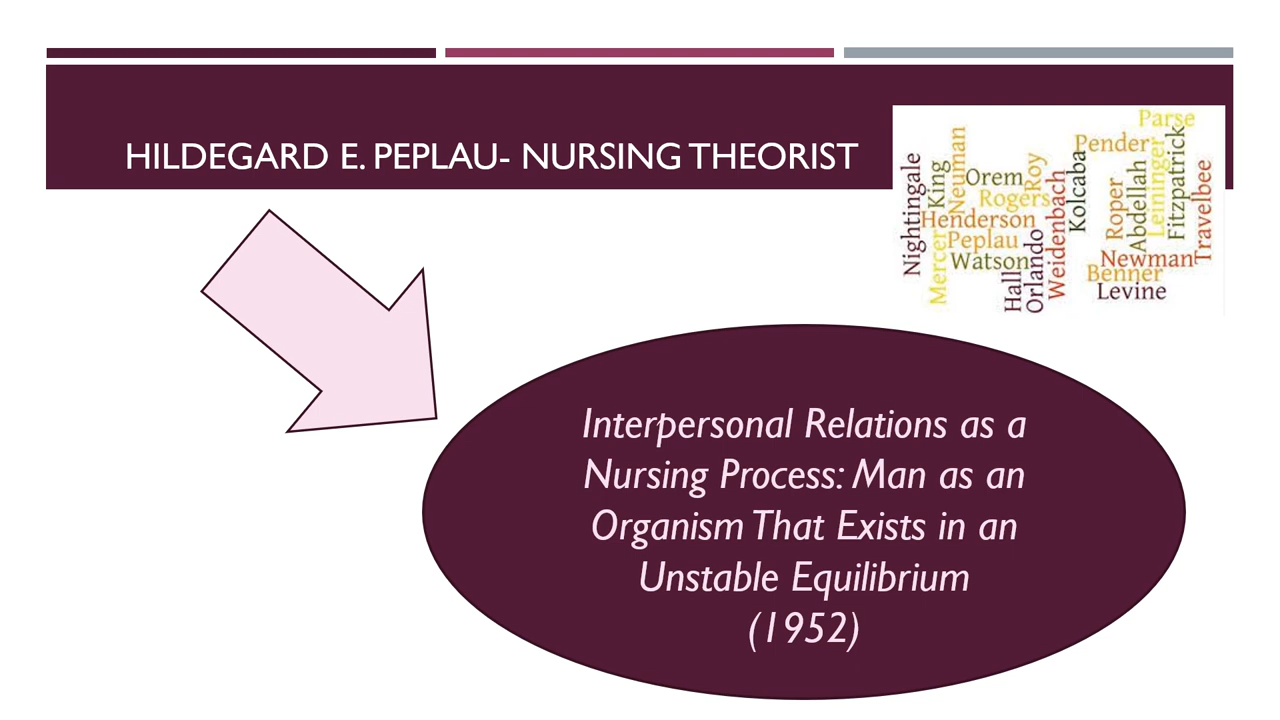 HILDEGARD E. PEPLAU- NURSING THEORIST
Parse
Pender
Nightingale
King
Neuman
Orem
Roy
Rogers
Henderson
Peplau
Mercer
Watson
Hall
Orlando
Weidenbach
Kolcaba
Roper
Abdellah
Leininger
Fitzpatrick
Travelbee
Newman
Benner
Levine
Interpersonal Relations as a
Nursing Process: Man as an
Organism That Exists in an
Unstable Equilibrium
(1952)